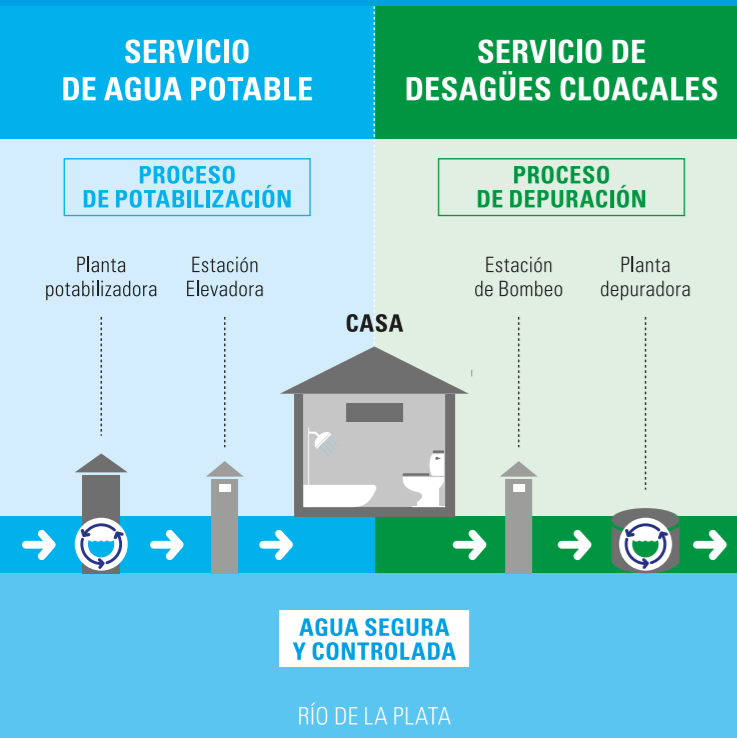 SERVICIO
DE AGUA POTABLE
SERVICIO DE
DESAGÜES CLOACALES
PROCESO
DE POTABILIZACIÓN
PROCESO
DE DEPURACIÓN
Planta
potabilizadora
Estación
Elevadora
Estación
de Bombeo
Planta
depuradora
CASA
AGUA SEGURA
Y CONTROLADA
RÍO DE LA PLATA